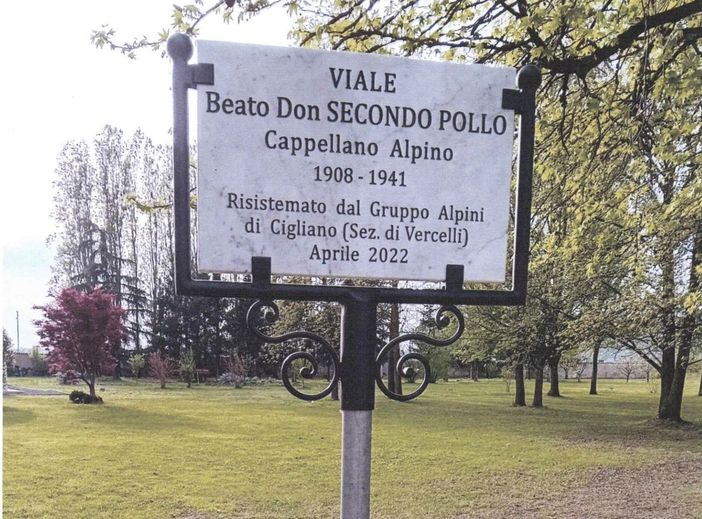 VIALE
Beato Don SECONDO POLLO
Cappellano Alpino
1908 - 1941
Risistemato dal Gruppo Alpini
di Cigliano (Sez. di Vercelli)
Aprile 2022